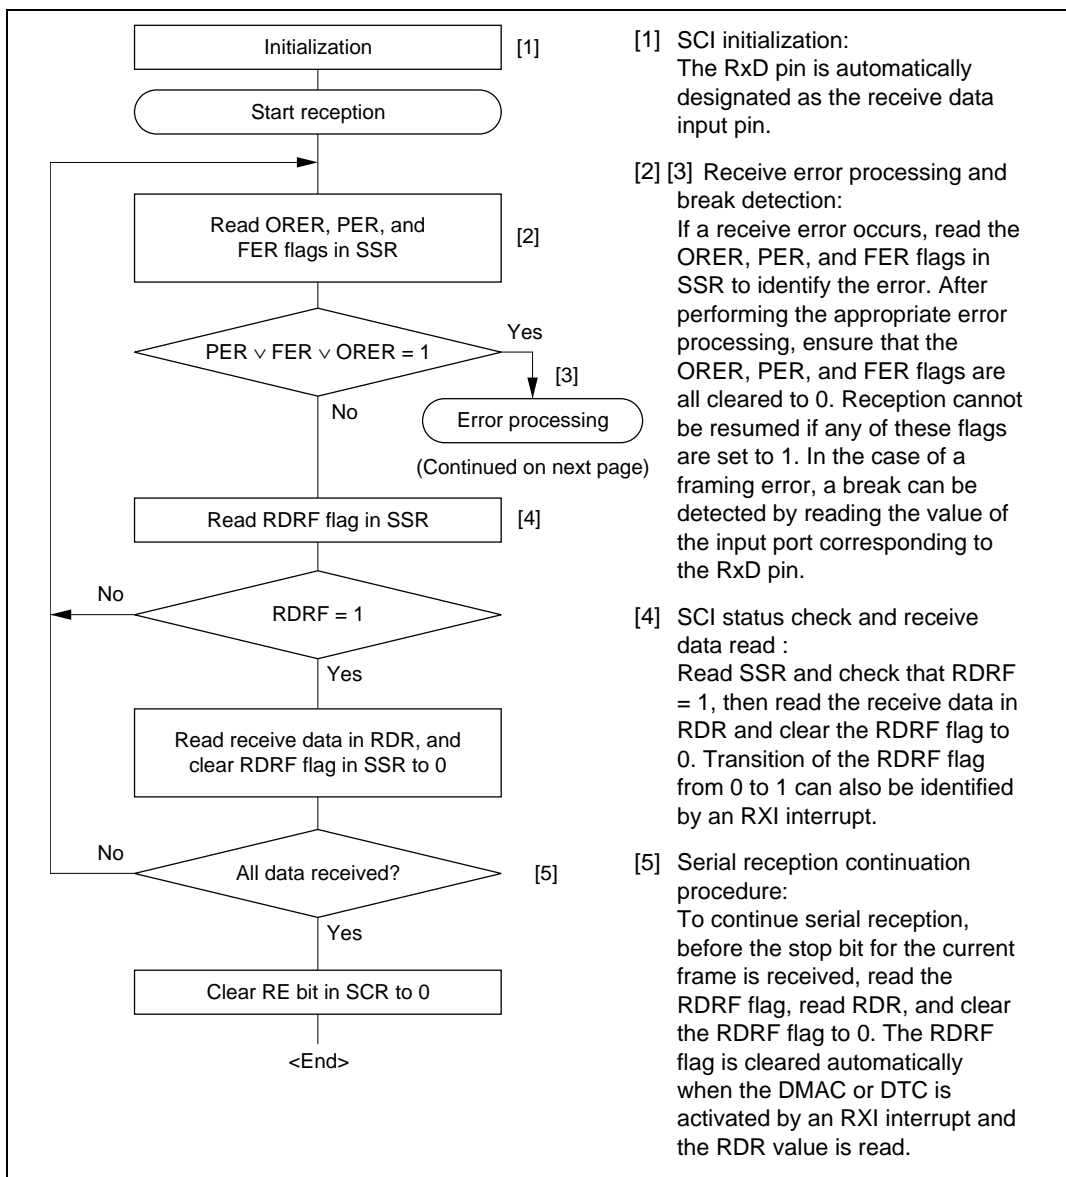 Initialization
[1]
Start reception
Read ORER, PER, and
FER flags in SSR
[2]
PER ∨ FER ∨ ORER = 1
Yes
[3]
No
Error processing
(Continued on next page)
Read RDRF flag in SSR
[4]
No
RDRF = 1
Yes
Read receive data in RDR, and
clear RDRF flag in SSR to 0
No
All data received?
[5]
Yes
Clear RE bit in SCR to 0
<End>
[1] SCI initialization:
The RxD pin is automatically
designated as the receive data
input pin.
[2] [3] Receive error processing and
break detection:
If a receive error occurs, read the
ORER, PER, and FER flags in
SSR to identify the error. After
performing the appropriate error
processing, ensure that the
ORER, PER, and FER flags are
all cleared to 0. Reception cannot
be resumed if any of these flags
are set to 1. In the case of a
framing error, a break can be
detected by reading the value of
the input port corresponding to
the RxD pin.
[4] SCI status check and receive
data read :
Read SSR and check that RDRF
= 1, then read the receive data in
RDR and clear the RDRF flag to
0. Transition of the RDRF flag
from 0 to 1 can also be identified
by an RXI interrupt.
[5] Serial reception continuation
procedure:
To continue serial reception,
before the stop bit for the current
frame is received, read the
RDRF flag, read RDR, and clear
the RDRF flag to 0. The RDRF
flag is cleared automatically
when the DMAC or DTC is
activated by an RXI interrupt and
the RDR value is read.